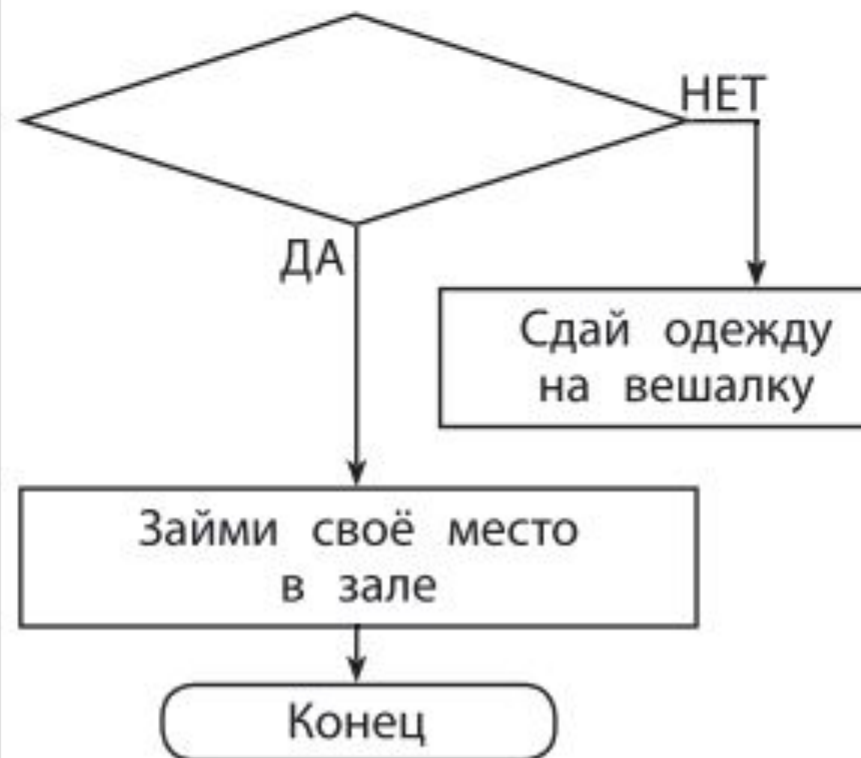 НЕТ
ДА
Сдай одежду
на вешалку
Займи своё место
в зале
Конец